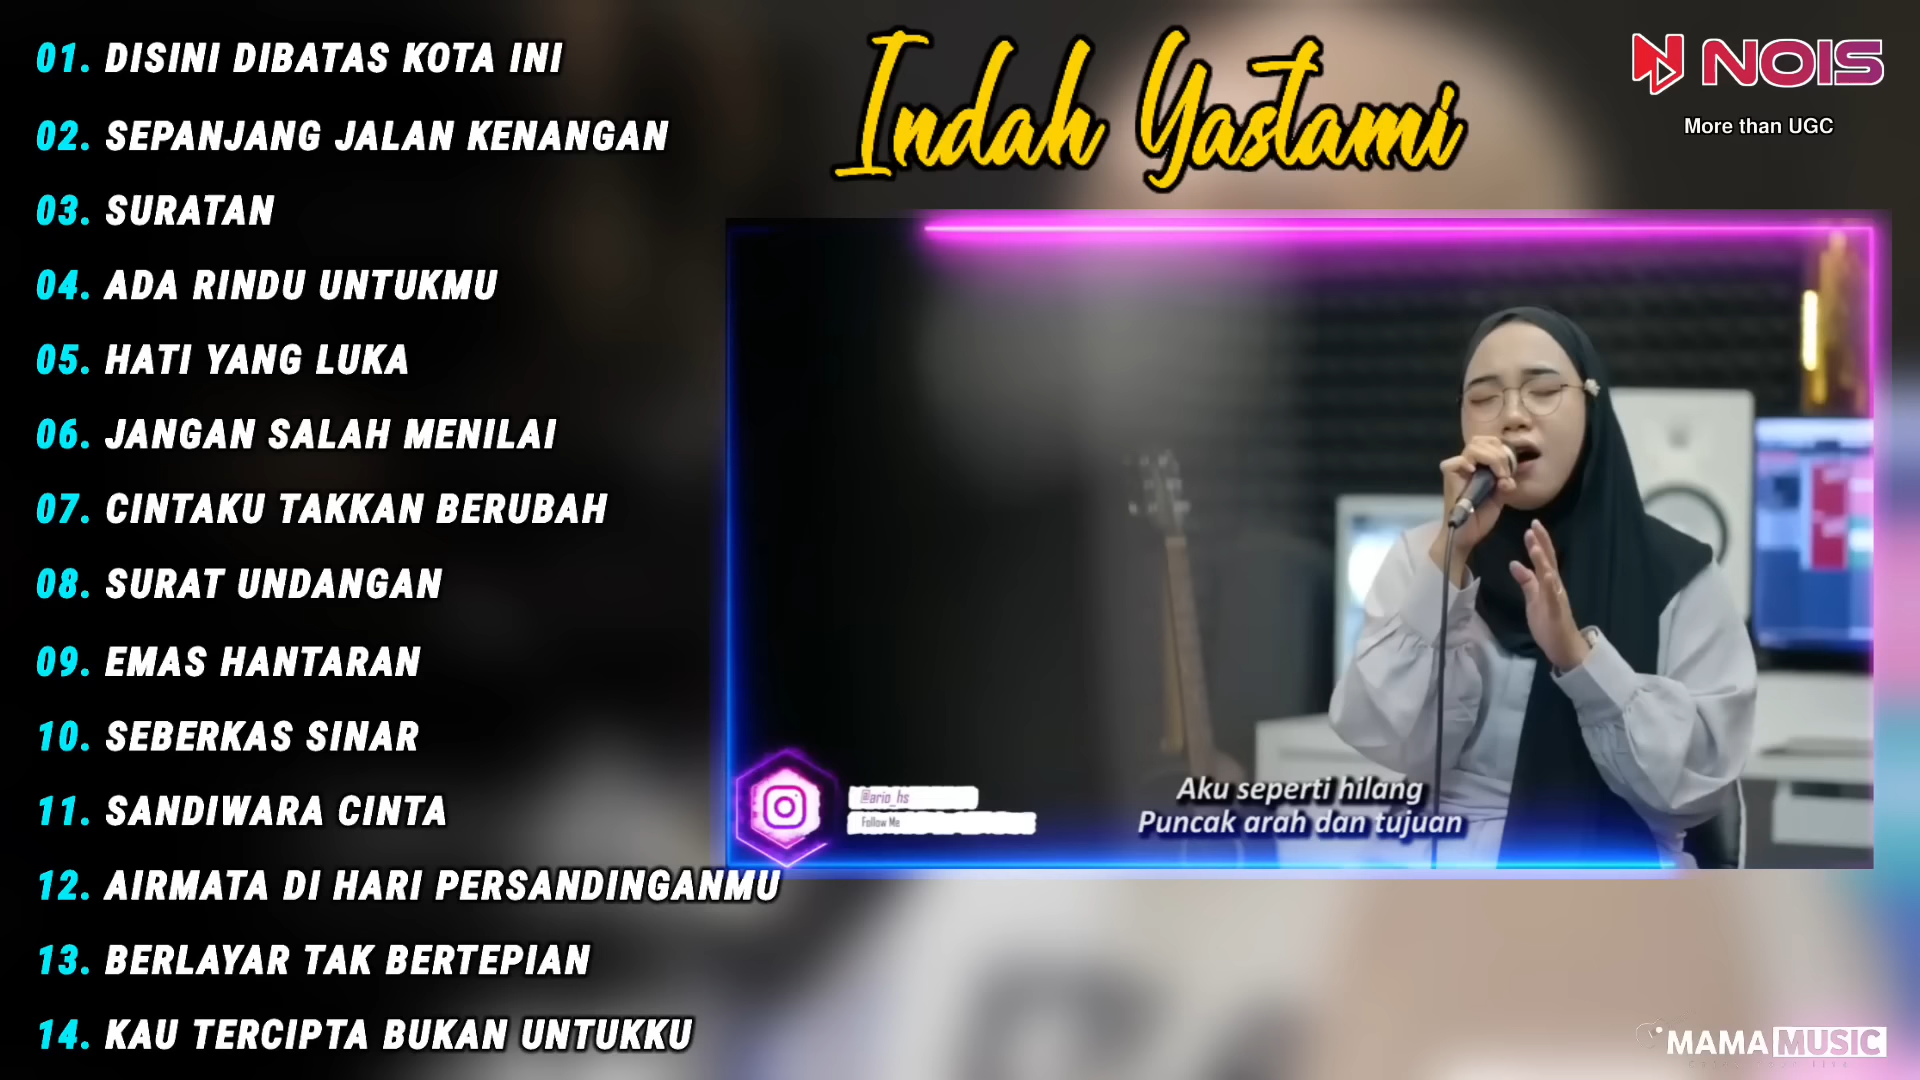 01. DISINI DIBATAS KOTA INI
02. SEPANJANG JALAN KENANGAN
03. SURATAN
04. ADA RINDU UNTUKMU
05. HATI YANG LUKA
06. JANGAN SALAH MENILAI
07. CINTAKU TAKKAN BERUBAH
08. SURAT UNDANGAN
09. EMAS HANTARAN
10. SEBERKAS SINAR
11. SANDIWARA CINTA
12. AIRMATA DI HARI PERSANDINGANMU
13. BERLAYAR TAK BERTEPIAN
14. KAU TERCIPTA BUKAN UNTUKKU
Indah Yastami
NOIS
More than UGC
@ario_hs
Follow Me
Aku seperti hilang
Puncak arah dan tujuan
MAMA MUSIC